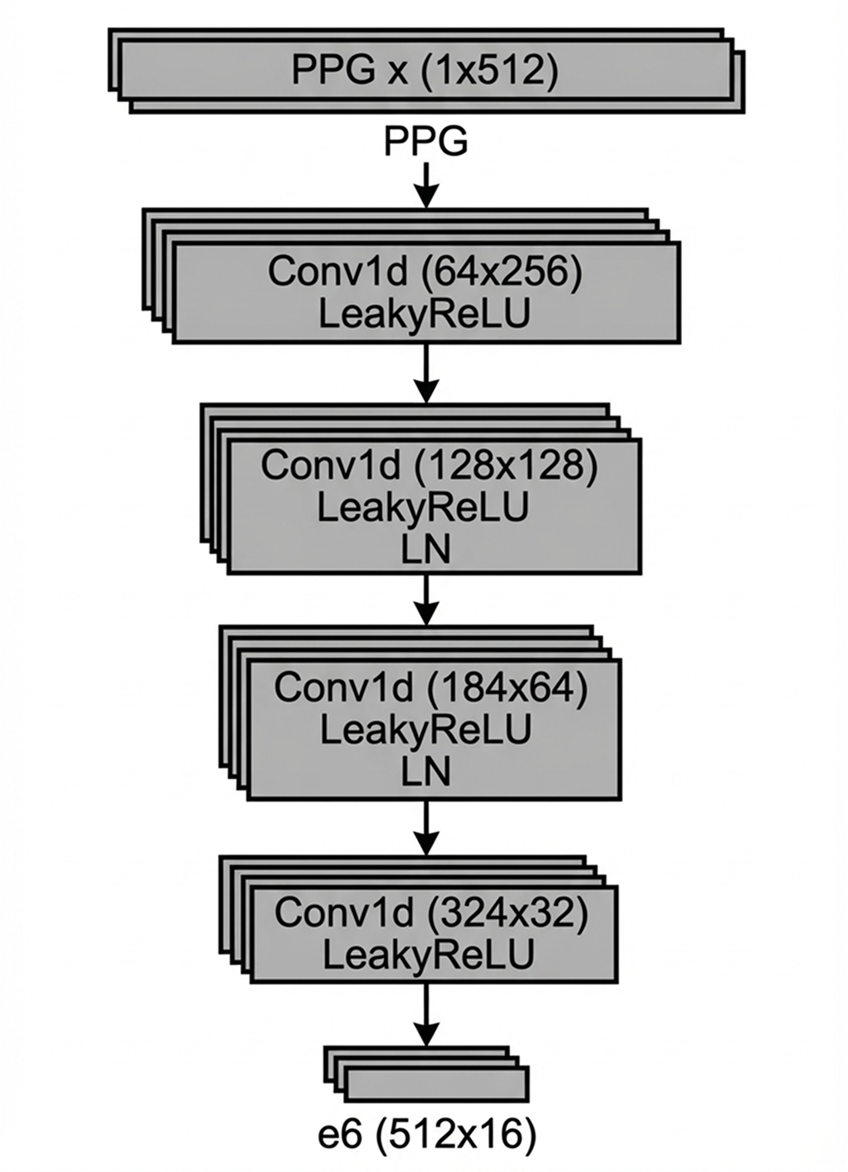 PPG x (1x512)
PPG
Conv1d (64x256)
LeakyReLU
Conv1d (128x128)
LeakyReLU
LN
Conv1d (184x64)
LeakyReLU
LN
Conv1d (324x32)
LeakyReLU
e6 (512x16)